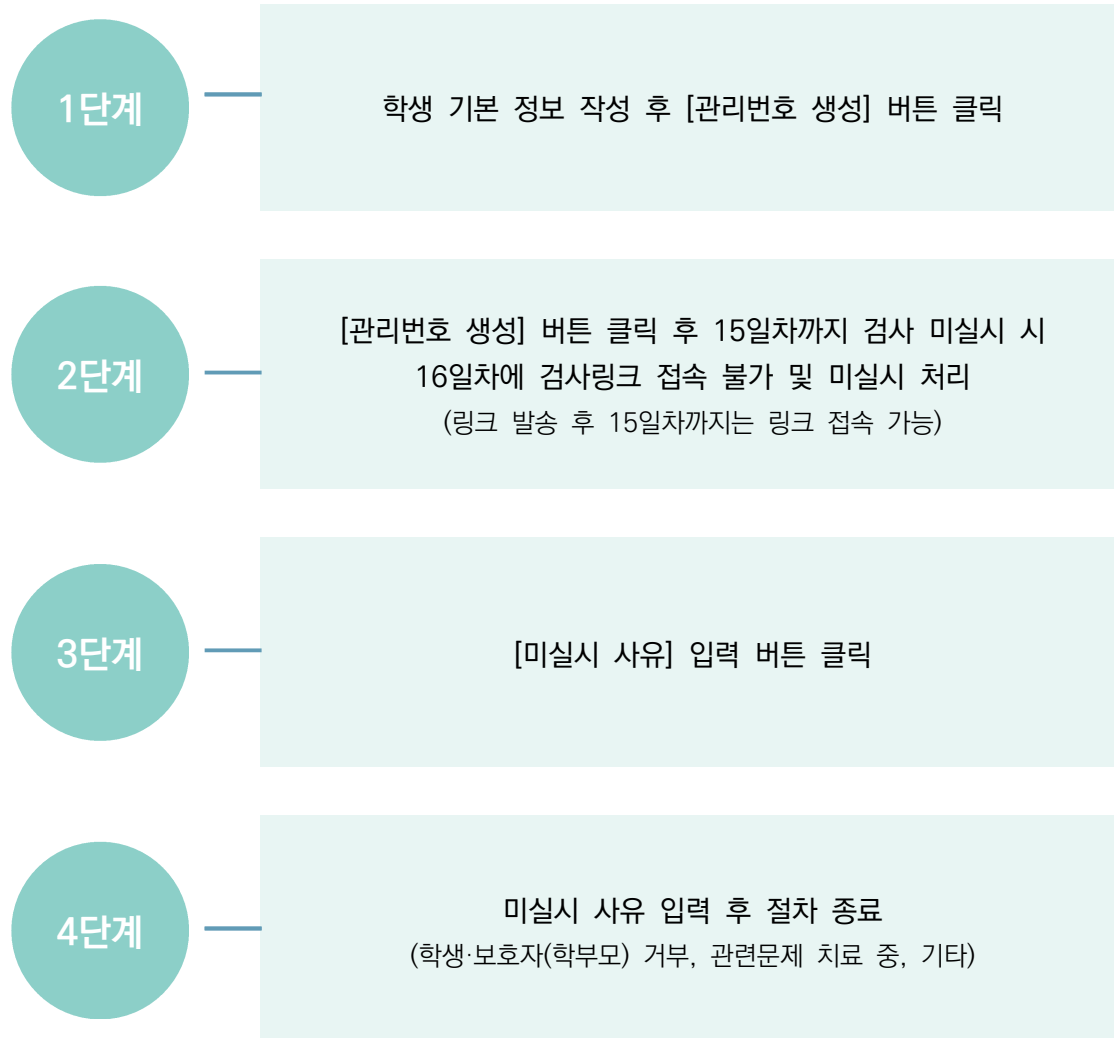 1단계
학생 기본 정보 작성 후 [관리번호 생성] 버튼 클릭
2단계
[관리번호 생성] 버튼 클릭 후 15일차까지 검사 미실시 시
16일차에 검사링크 접속 불가 및 미실시 처리
(링크 발송 후 15일차까지는 링크 접속 가능)
3단계
[미실시 사유] 입력 버튼 클릭
4단계
미실시 사유 입력 후 절차 종료
(학생·보호자(학부모) 거부, 관련문제 치료 중, 기타)